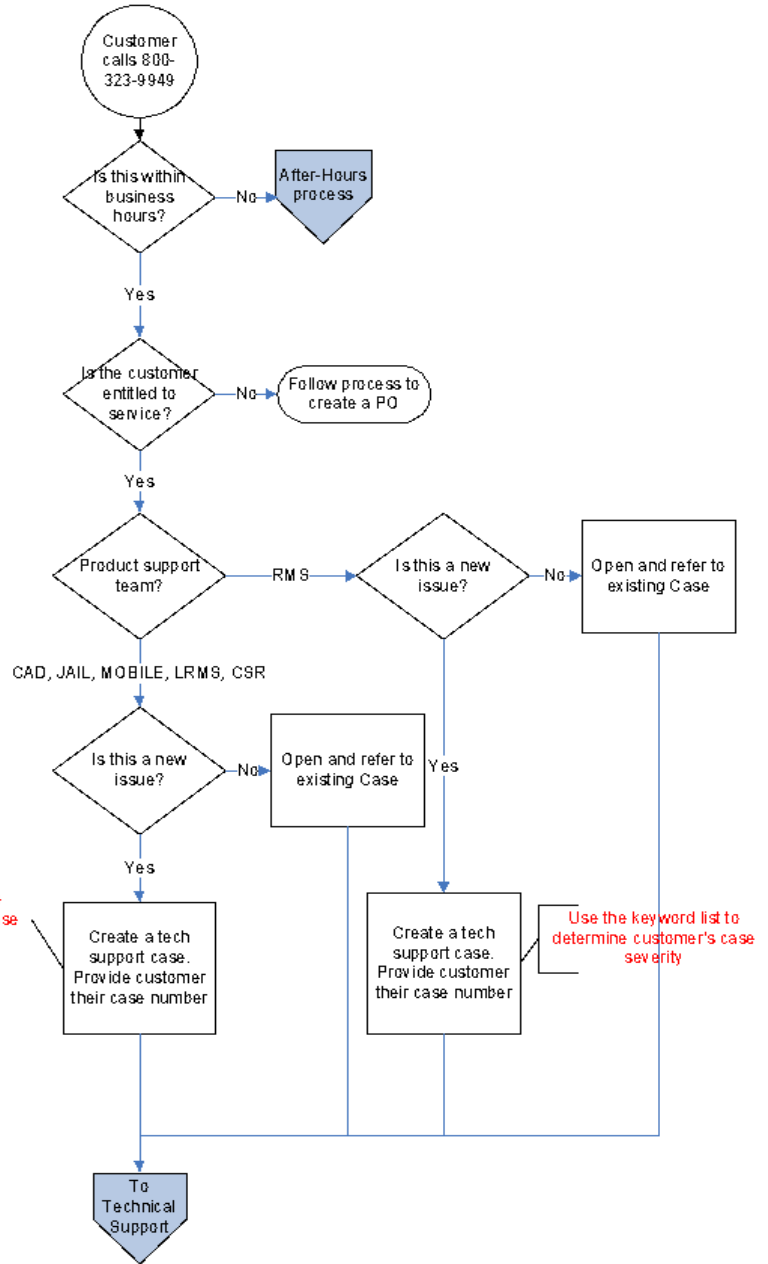 Customer
calls 800-
323-9949
Is this within
business
hours?
No
After-Hours
process
Yes
Is the customer
entitled to
service?
No
Follow process to
create a PO
Yes
Product support
team?
RMS
Is this a new
issue?
No
Open and refer to
existing Case
CAD, JAIL, MOBILE, LRMS, CSR
Is this a new
issue?
No
Open and refer to
existing Case
Yes
Yes
se
Create a tech
support case.
Provide customer
their case number
Create a tech
support case.
Provide customer
their case number
Use the keyword list to
determine customer's case
severity
To
Technical
Support